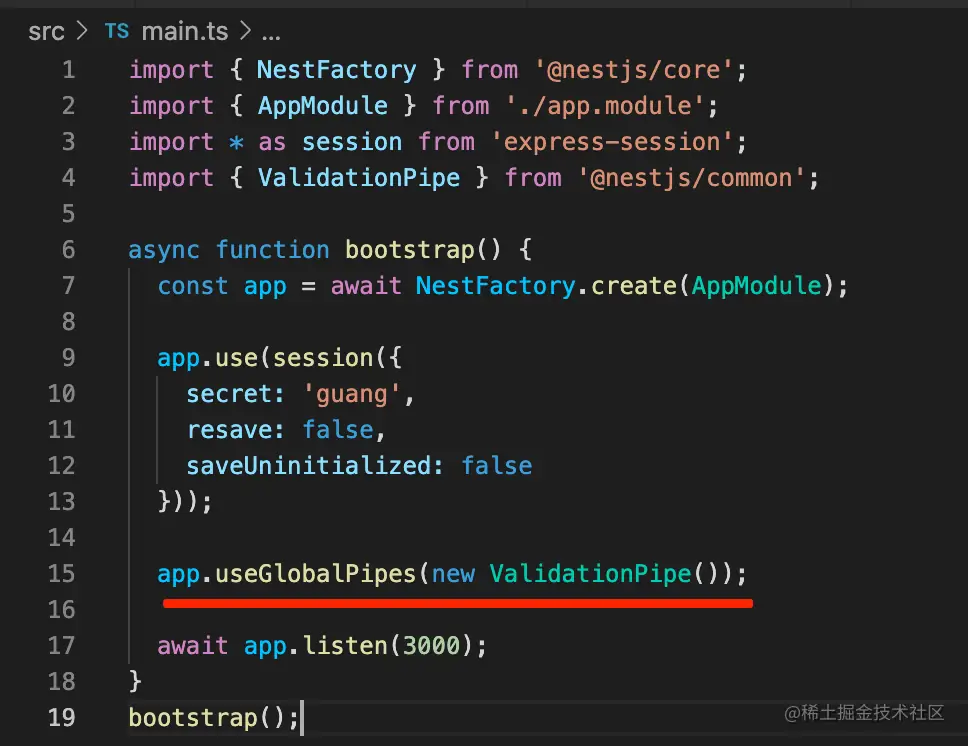 src > TS main.ts > ...
1 import { NestFactory } from '@nestjs/core';
2 import { AppModule } from './app.module';
3 import * as session from 'express-session';
4 import { ValidationPipe } from '@nestjs/common';
5
6 async function bootstrap() {
7   const app = await NestFactory.create(AppModule);
8
9   app.use(session({
10     secret: 'guang',
11     resave: false,
12     saveUninitialized: false
13   }));
14
15   app.useGlobalPipes(new ValidationPipe());
16
17   await app.listen(3000);
18 }
19 bootstrap();
@稀土掘金技术社区